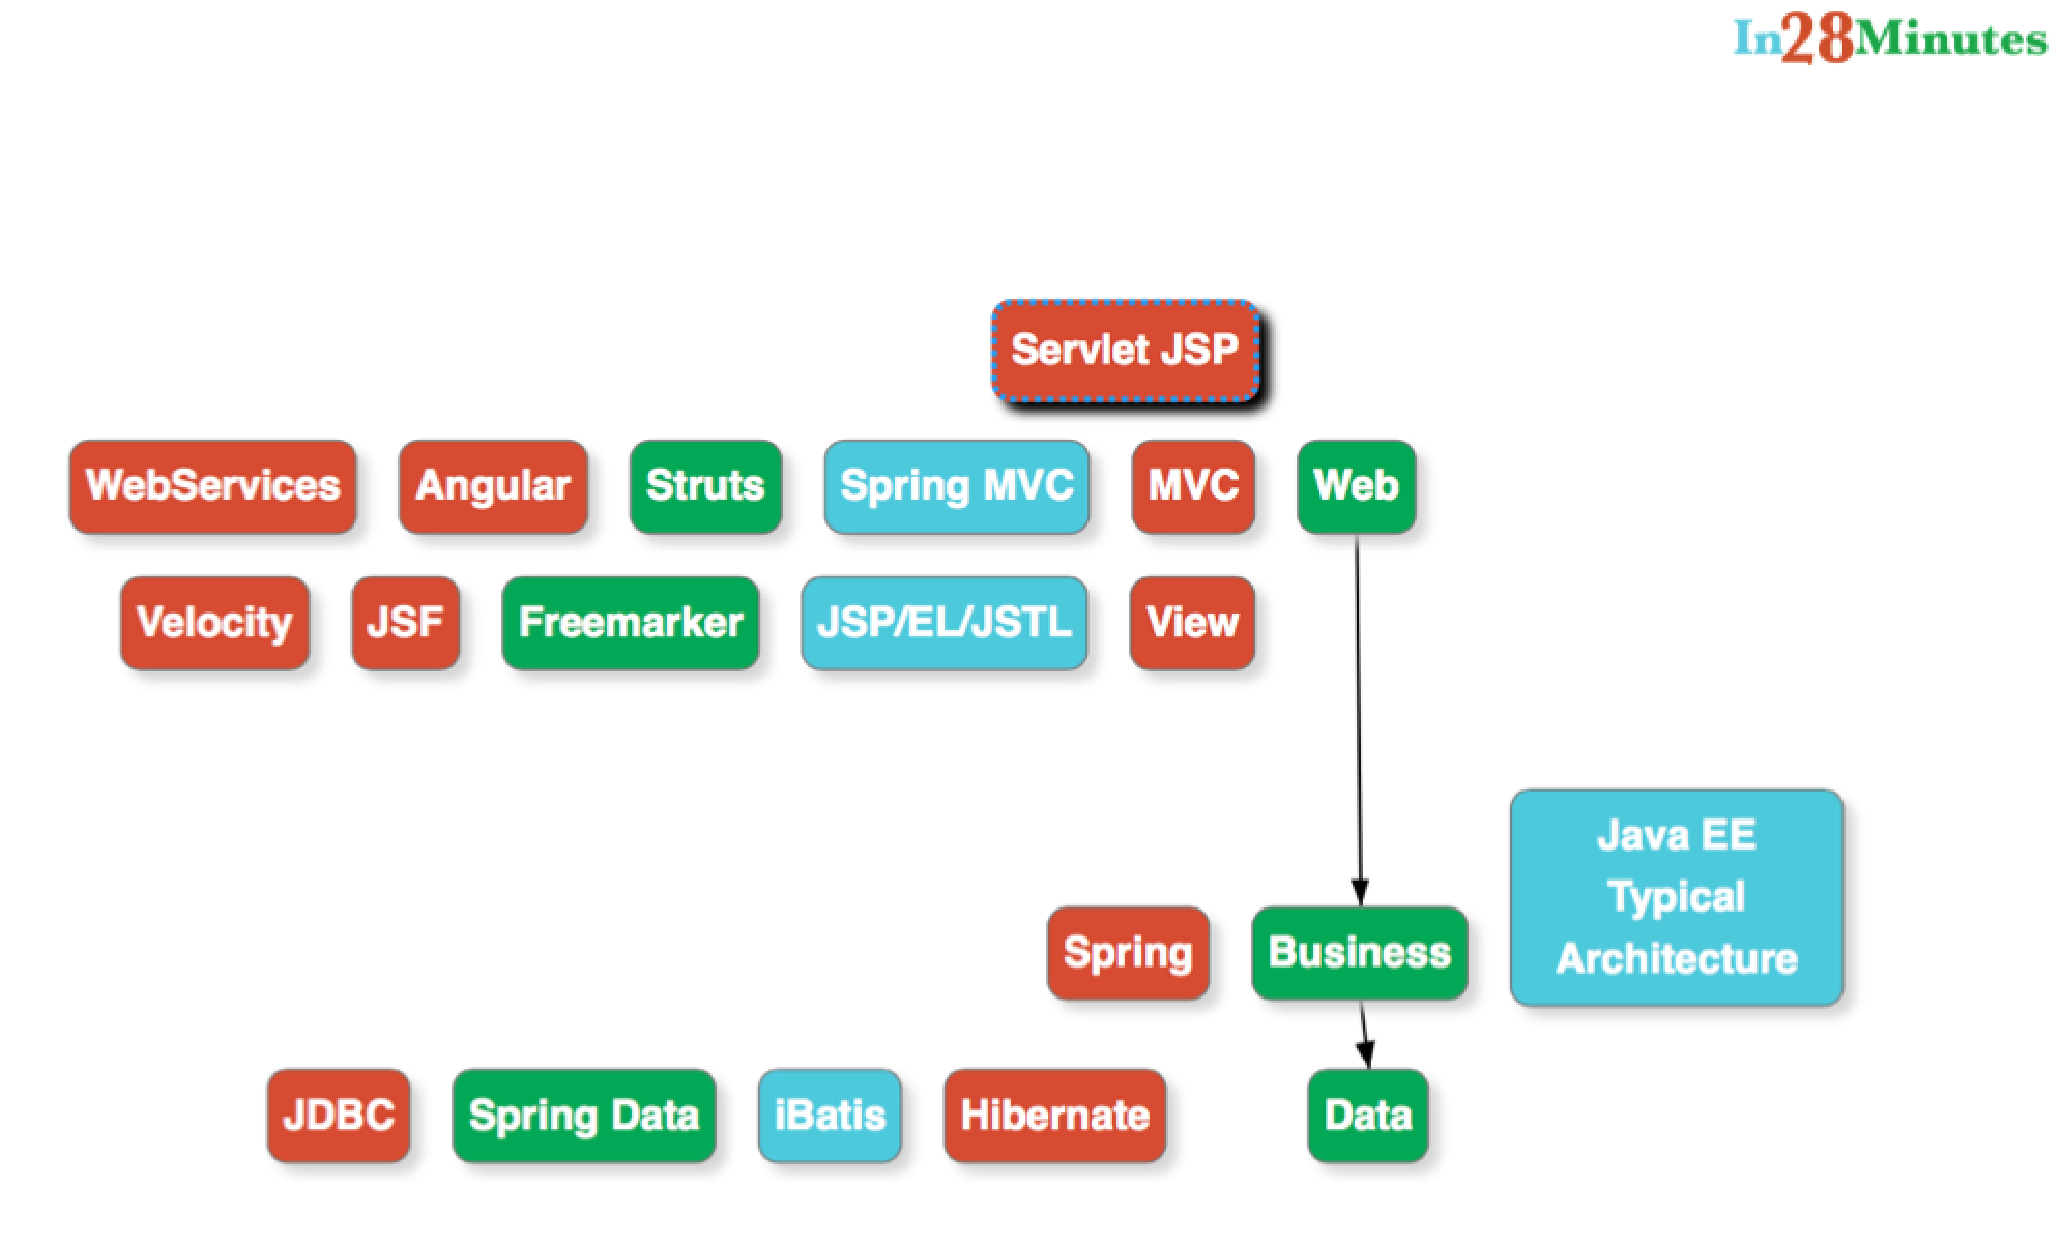 In28Minutes
Servlet JSP
WebServices
Angular
Struts
Spring MVC
MVC
Web
Velocity
JSF
Freemarker
JSP/EL/JSTL
View
Java EE
Typical
Architecture
Spring
Business
JDBC
Spring Data
iBatis
Hibernate
Data